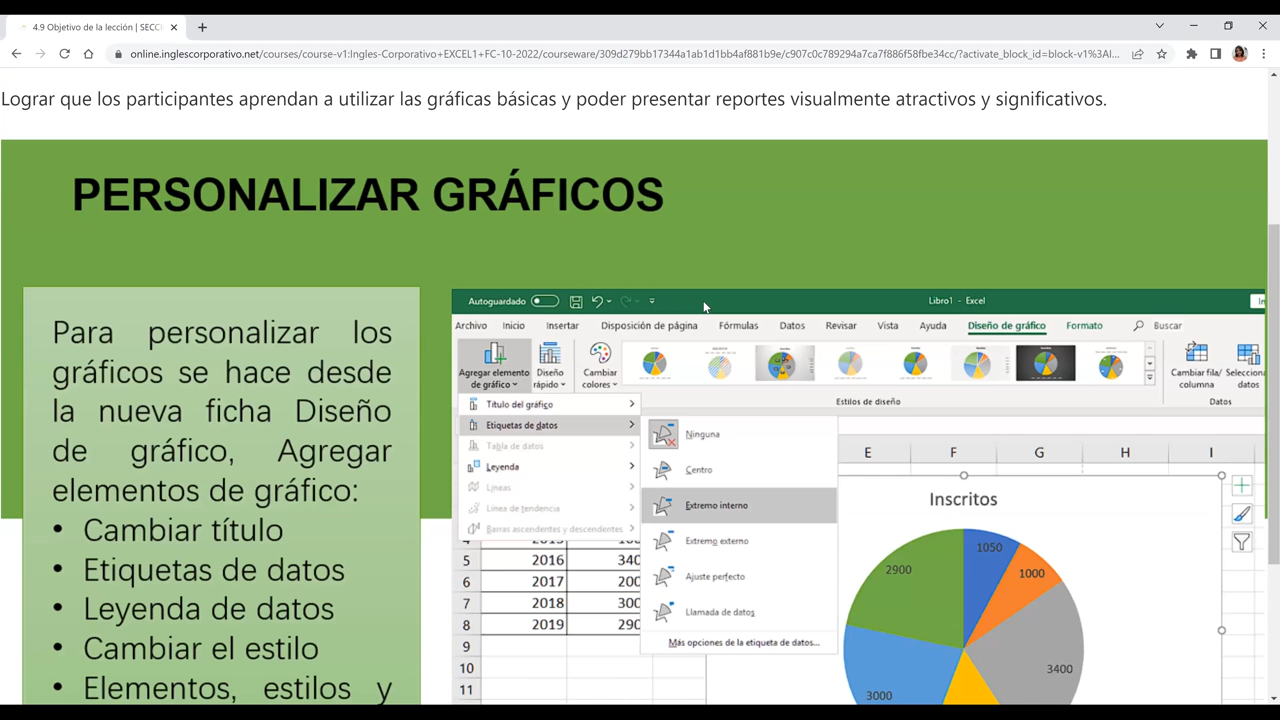 4.9 Objetivo de la lección | SECCI
online.inglescorporativo.net/courses/course-v1:Ingles-Corporativo+EXCEL1+FC-10-2022/courseware/309d279bb17344a1ab1d1bb4af881b9e/c907c0c789294a7ca7f886f58fbe34cc/?activate_block_id=block-v1%3AI...
Lograr que los participantes aprendan a utilizar las gráficas básicas y poder presentar reportes visualmente atractivos y significativos.
PERSONALIZAR GRÁFICOS
Para personalizar los
gráficos se hace desde
la nueva ficha Diseño
de gráfico, Agregar
elementos de gráfico:
• Cambiar título
• Etiquetas de datos
• Leyenda de datos
• Cambiar el estilo
• Elementos, estilos y
Autoguardado
Libro1 - Excel
Archivo Inicio Insertar Disposición de página Fórmulas Datos Revisar Vista Ayuda Diseño de gráfico Formato Buscar
Agregar elemento de gráfico
Diseño rápido
Cambiar colores
Cambiar fila/ columna
Selecciona datos
Estilos de diseño
Datos
Título del gráfico
Etiquetas de datos
Tabla de datos
Leyenda
Líneas
Línea de tendencia
Barras ascendentes y descendentes
Ninguna
Centro
Extremo interno
Extremo externo
Ajuste perfecto
Llamada de datos
Más opciones de la etiqueta de datos...
E F G H I
5 2016 340
6 2017 200
7 2018 300
8 2019 290
9
10
11
Inscritos
1050
1000
2900
3400
3000